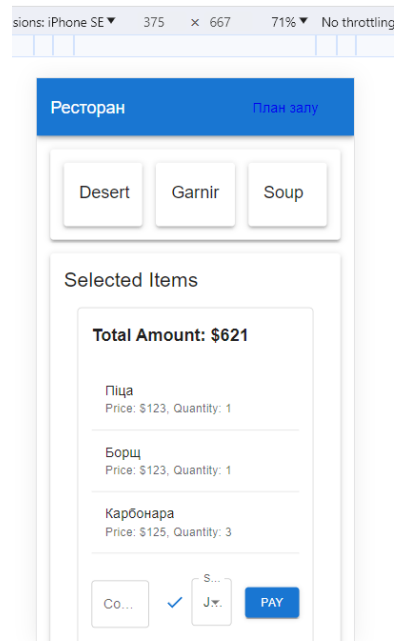 sions: iPhone SE ▼ 375 × 667 71% ▼ No throttling
Ресторан План залу
Desert Garnir Soup
Selected Items
Total Amount: $621
Піца
Price: $123, Quantity: 1
Борщ
Price: $123, Quantity: 1
Карбонара
Price: $125, Quantity: 3
S...
Co... J... PAY